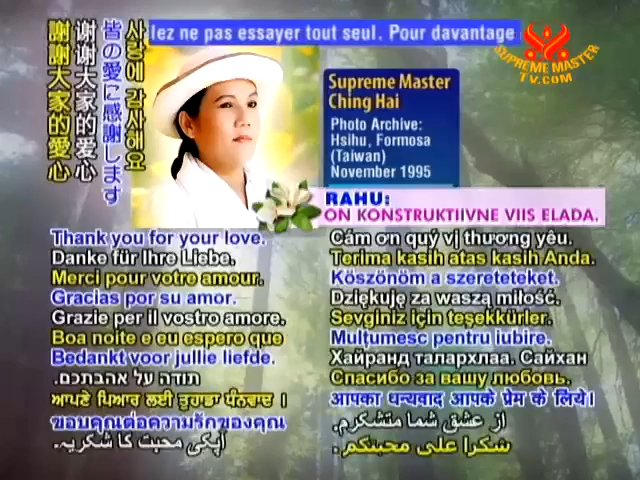 lez ne pas essayer tout seul. Pour davantage
SUPREME MASTER
TV.COM
謝謝大家的愛心
谢谢大家的爱心
皆の愛に感謝します
사랑에 감사해요
Supreme Master
Ching Hai
Photo Archive:
Hsihu, Formosa
(Taiwan)
November 1995
RAHU:
ON KONSTRUKTIIVNE VIIS ELADA.
Thank you for your love.
Danke für Ihre Liebe.
Merci pour votre amour.
Gracias por su amor.
Grazie per il vostro amore.
Boa noite e eu espero que
Bedankt voor jullie liefde.
תודה על אהבתכם.
ਆਪਣੇ ਪਿਆਰ ਲਈ ਤੁਹਾਡਾ ਧੰਨਵਾਦ।
ขอบคุณต่อความรักของคุณ
آپکی محبت کا شکریہ.
Cám ơn quý vị thương yêu.
Terima kasih atas kasih Anda.
Köszönöm a szereteteket.
Dziękuję za waszą miłość.
Sevginiz için teşekkürler.
Mulţumesc pentru iubire.
Хайранд талархлаа. Сайхан
Спасибо за вашу любовь.
आपका धन्यवाद आपके प्रेम के लिये।
از عشق شما متشکرم.
شكرا على محبتكم.